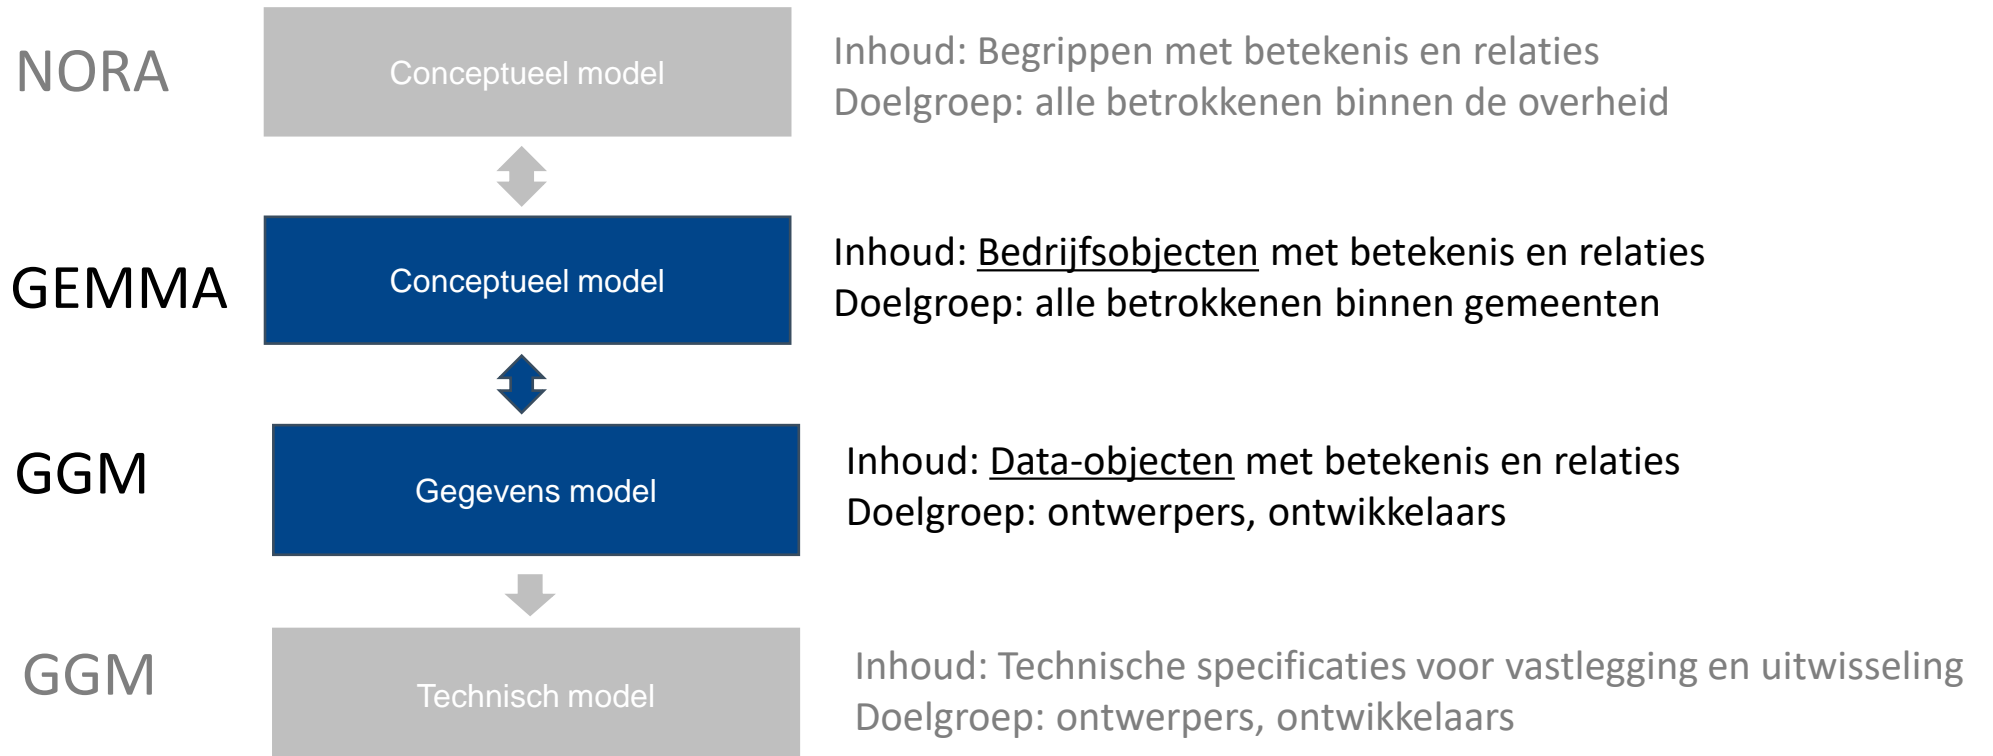 NORA
Conceptueel model
Inhoud: Begrippen met betekenis en relaties
Doelgroep: alle betrokkenen binnen de overheid
GEMMA
Conceptueel model
Inhoud: Bedrijfsobjecten met betekenis en relaties
Doelgroep: alle betrokkenen binnen gemeenten
GGM
Gegevens model
Inhoud: Data-objecten met betekenis en relaties
Doelgroep: ontwerpers, ontwikkelaars
GGM
Technisch model
Inhoud: Technische specificaties voor vastlegging en uitwisseling
Doelgroep: ontwerpers, ontwikkelaars